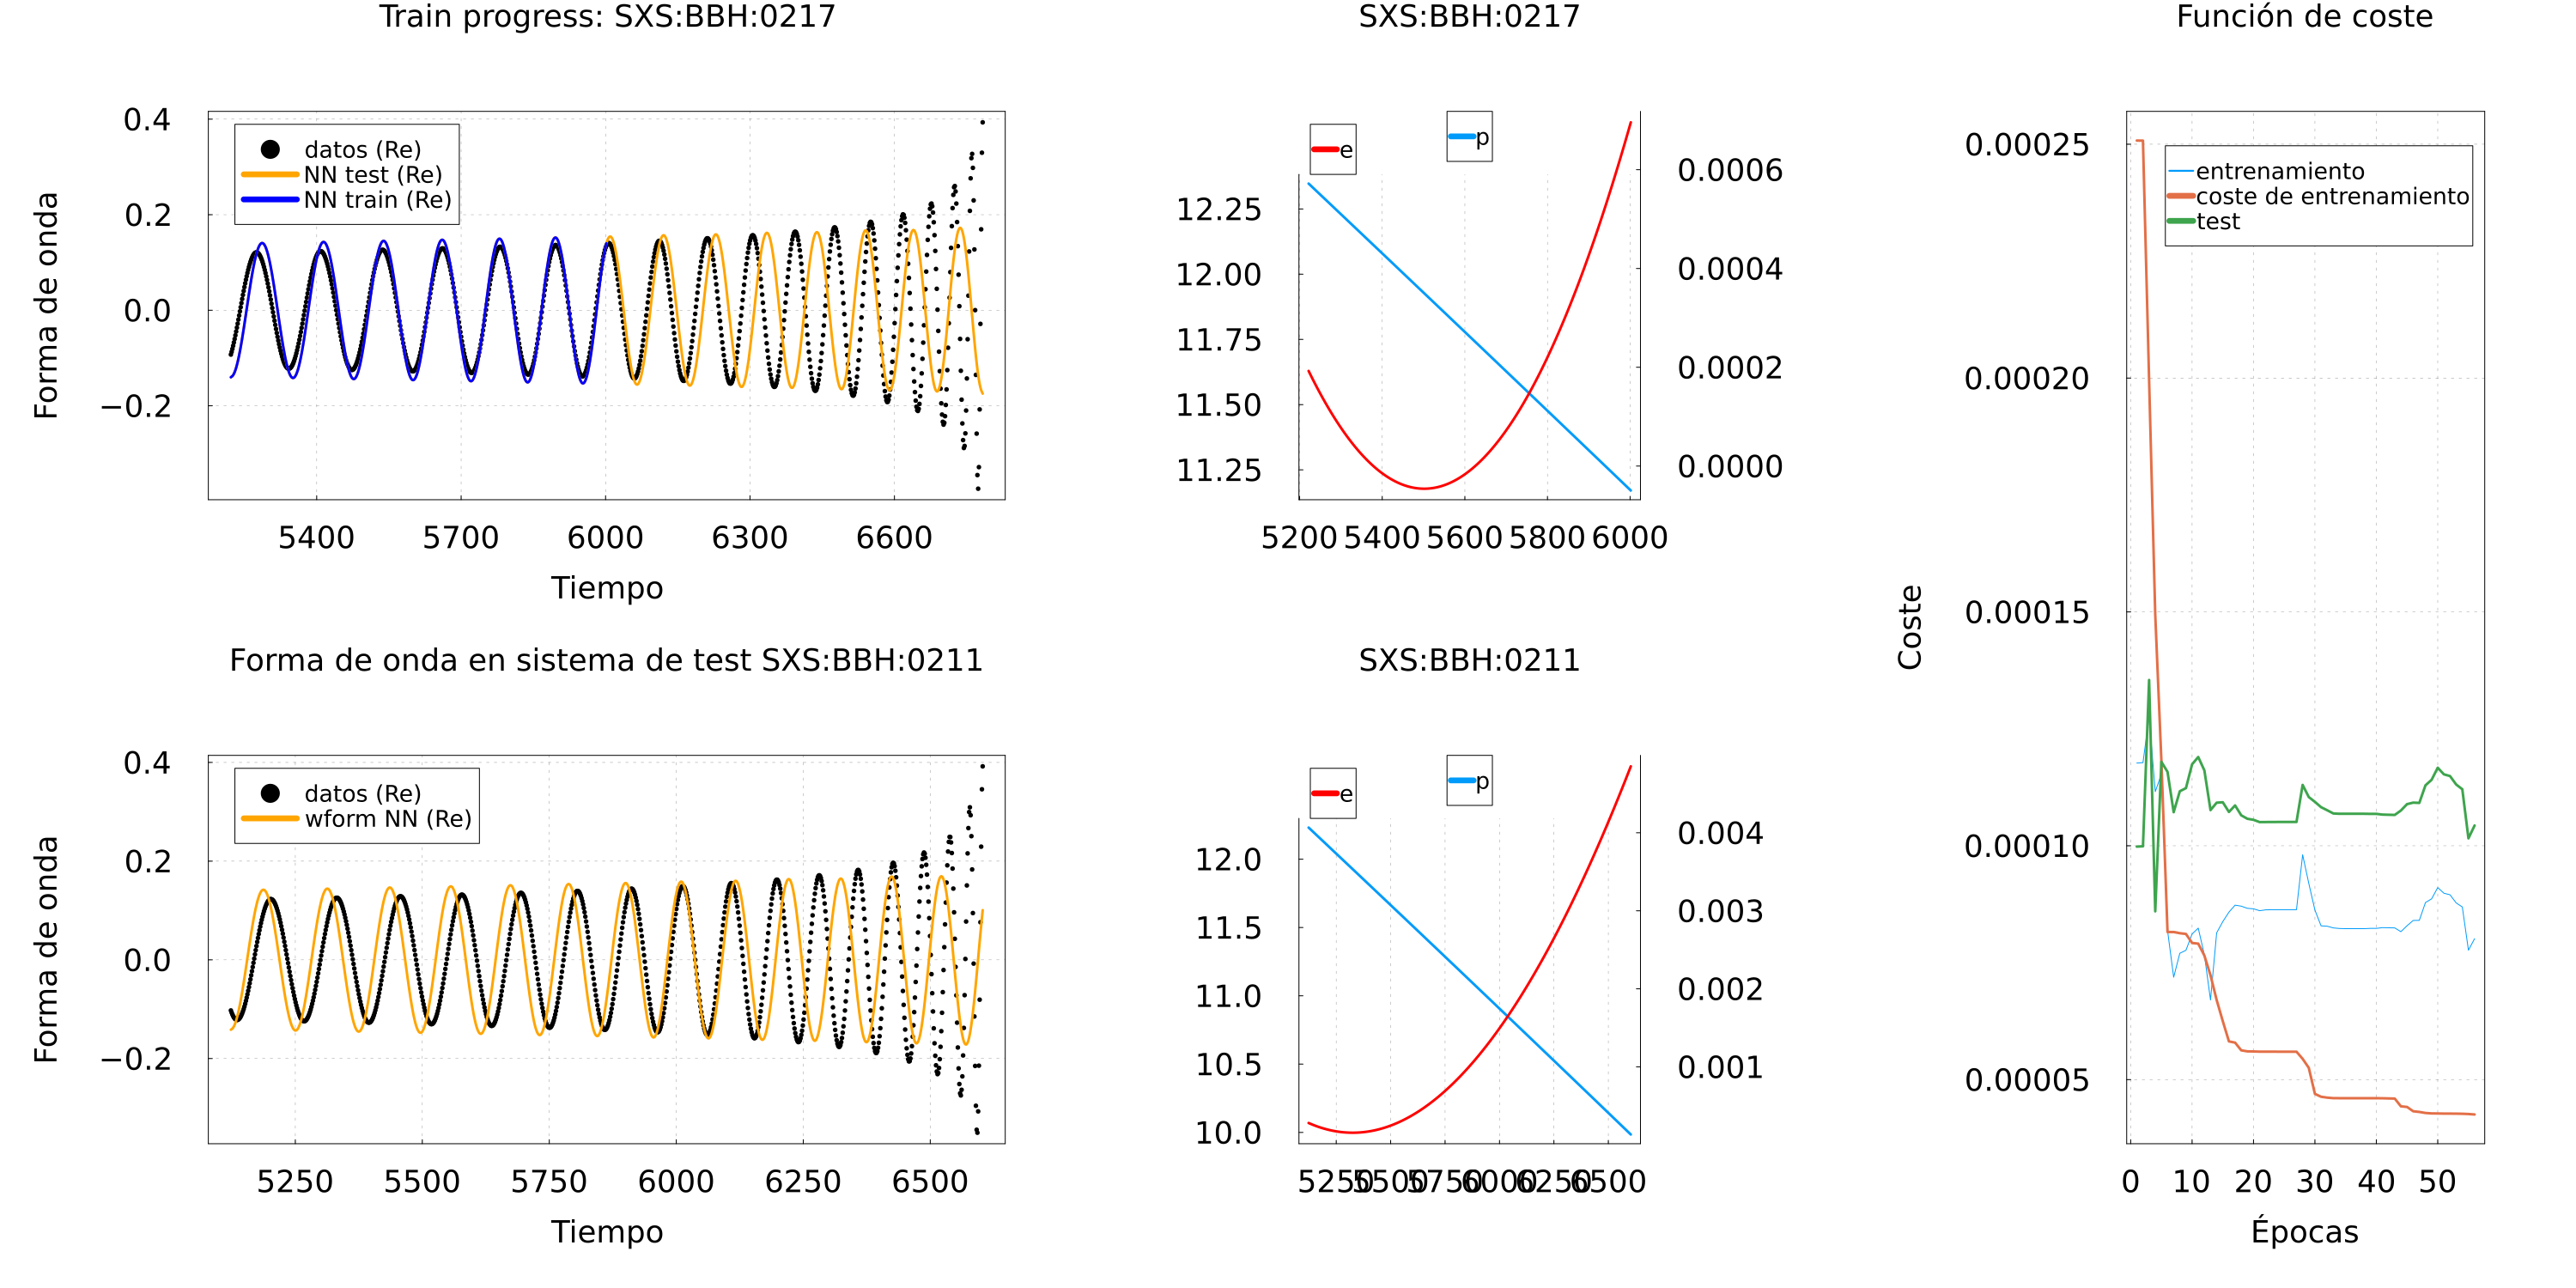 Train progress: SXS:BBH:0217
0.4
0.2
0.0
−0.2
Forma de onda
datos (Re)
NN test (Re)
NN train (Re)
5400 5700 6000 6300 6600
Tiempo
SXS:BBH:0217
e
p
12.25
12.00
11.75
11.50
11.25
0.0006
0.0004
0.0002
0.0000
5200 5400 5600 5800 6000
Forma de onda en sistema de test SXS:BBH:0211
0.4
0.2
0.0
−0.2
Forma de onda
datos (Re)
wform NN (Re)
5250 5500 5750 6000 6250 6500
Tiempo
SXS:BBH:0211
e
p
12.0
11.5
11.0
10.5
10.0
0.004
0.003
0.002
0.001
5250 5500 5750 6000 6250 6500
Función de coste
Coste
0.00025
0.00020
0.00015
0.00010
0.00005
entrenamiento
coste de entrenamiento
test
0 10 20 30 40 50
Épocas